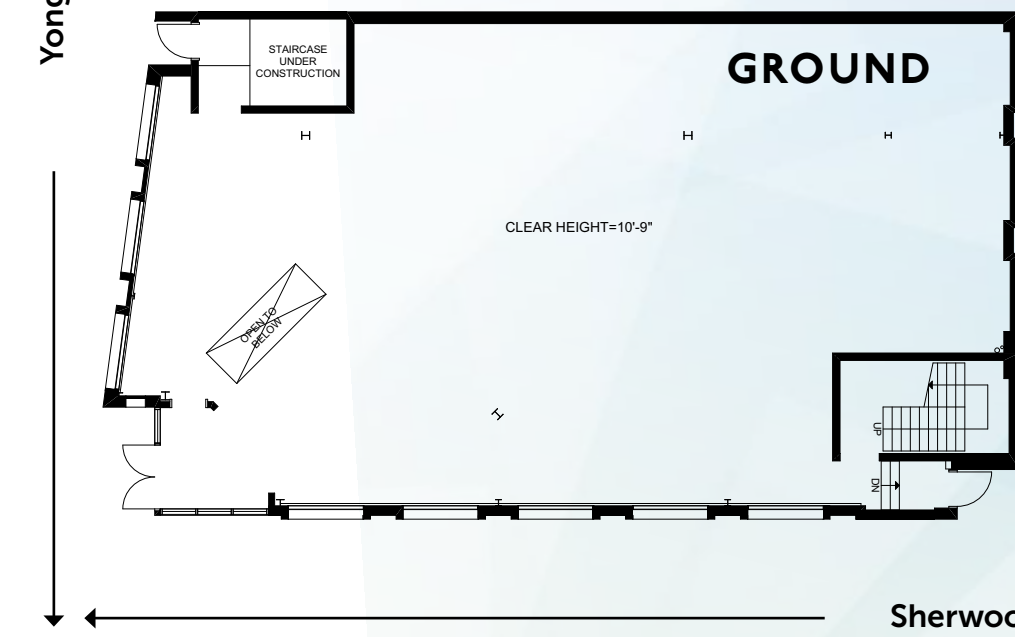 Yong
STAIRCASE
UNDER
CONSTRUCTION
GROUND
CLEAR HEIGHT=10'-9"
OPEN TO
BELOW
UP
DN
Sherwoo